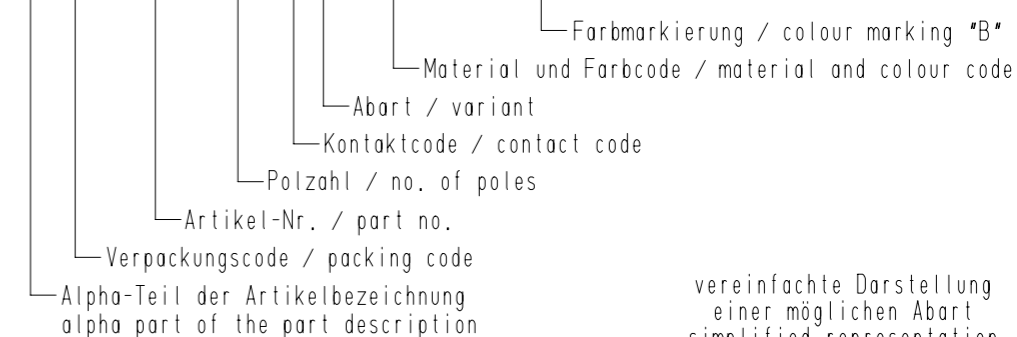 Farbmarkierung / colour marking "B"
Material und Farbcode / material and colour code
Abart / variant
Kontaktcode / contact code
Polzahl / no. of poles
Artikel-Nr. / part no.
Verpackungscode / packing code
Alpha-Teil der Artikelbezeichnung
alpha part of the part description
vereinfachte Darstellung
einer möglichen Abart
simplified representation